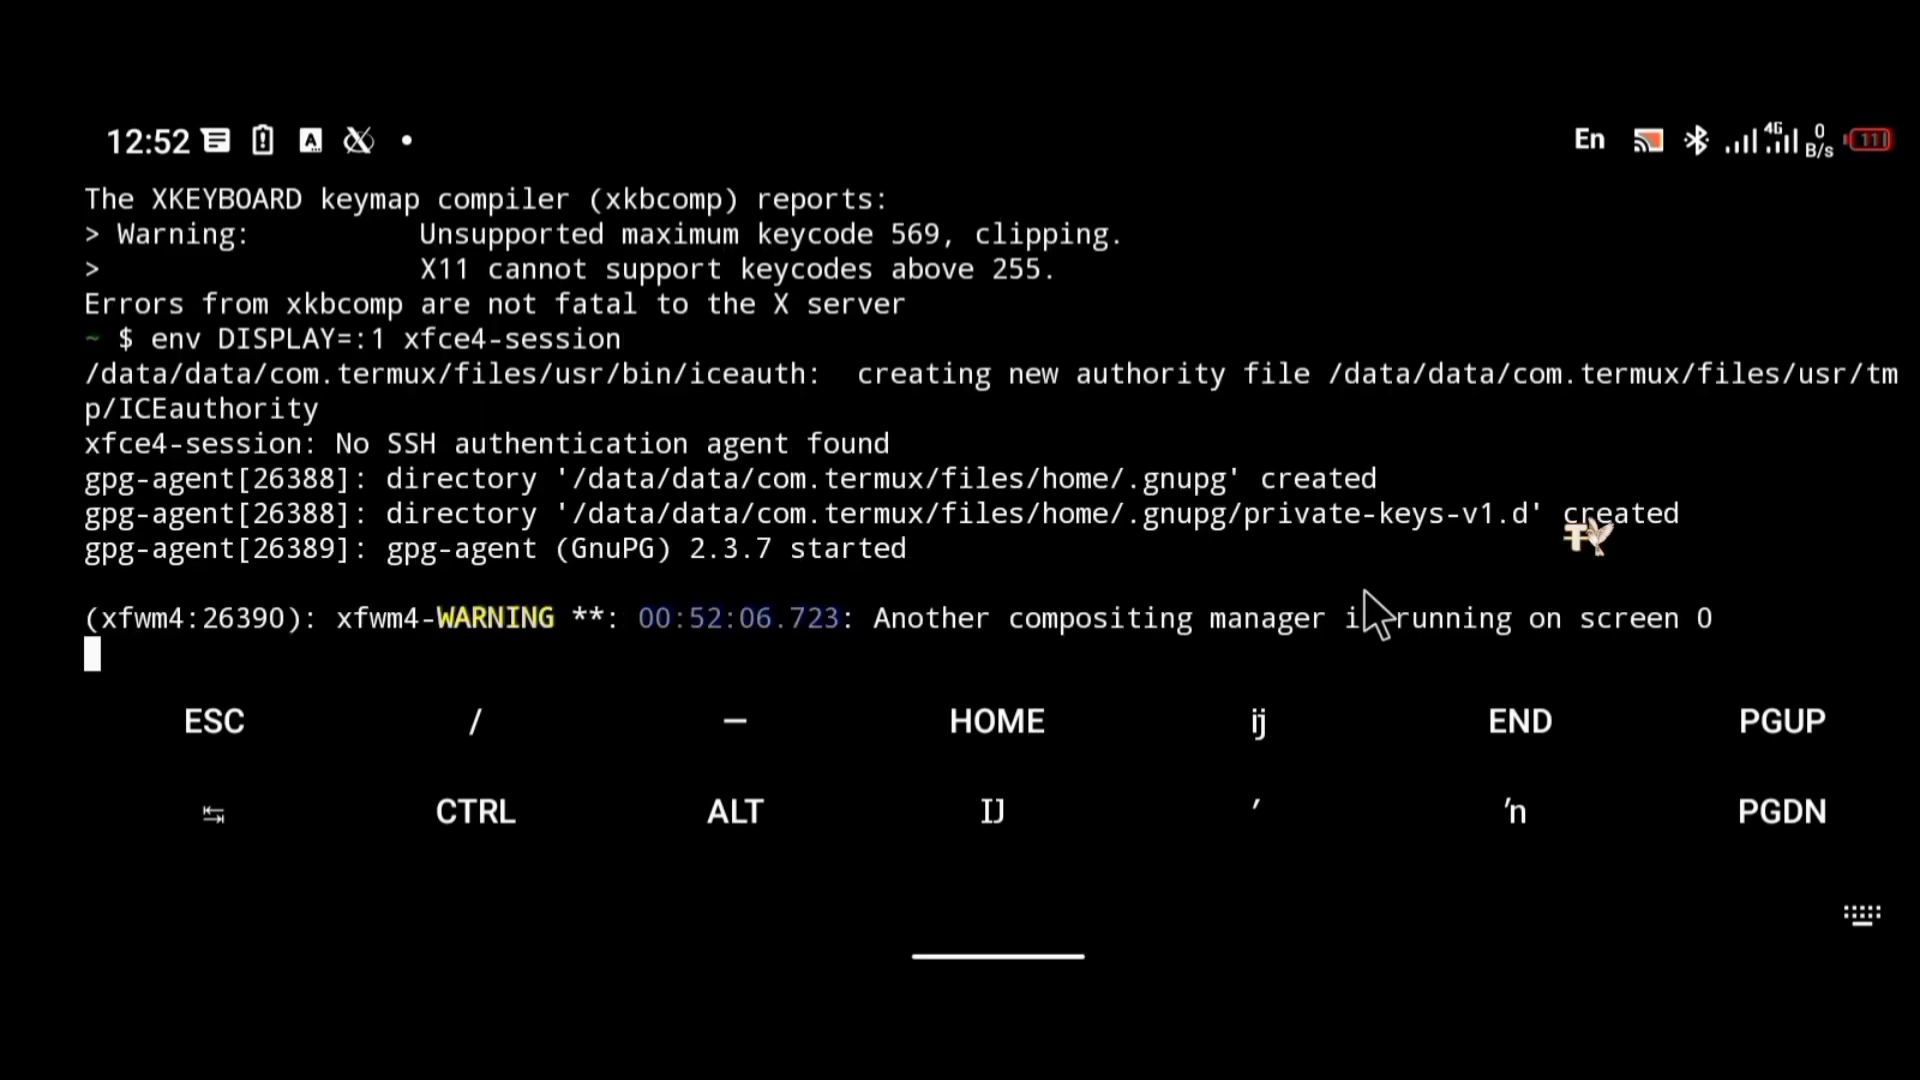 12:52 A En 4G 0 B/s 11
The XKEYBOARD keymap compiler (xkbcomp) reports:
> Warning: Unsupported maximum keycode 569, clipping.
> X11 cannot support keycodes above 255.
Errors from xkbcomp are not fatal to the X server
~ $ env DISPLAY=:1 xfce4-session
/data/data/com.termux/files/usr/bin/iceauth: creating new authority file /data/data/com.termux/files/usr/tm
p/ICEauthority
xfce4-session: No SSH authentication agent found
gpg-agent[26388]: directory '/data/data/com.termux/files/home/.gnupg' created
gpg-agent[26388]: directory '/data/data/com.termux/files/home/.gnupg/private-keys-v1.d' created
gpg-agent[26389]: gpg-agent (GnuPG) 2.3.7 started
(xfwm4:26390): xfwm4-WARNING **: 00:52:06.723: Another compositing manager i running on screen 0
ESC / — HOME ĳ END PGUP
↹ CTRL ALT Ĳ ʼ ŉ PGDN